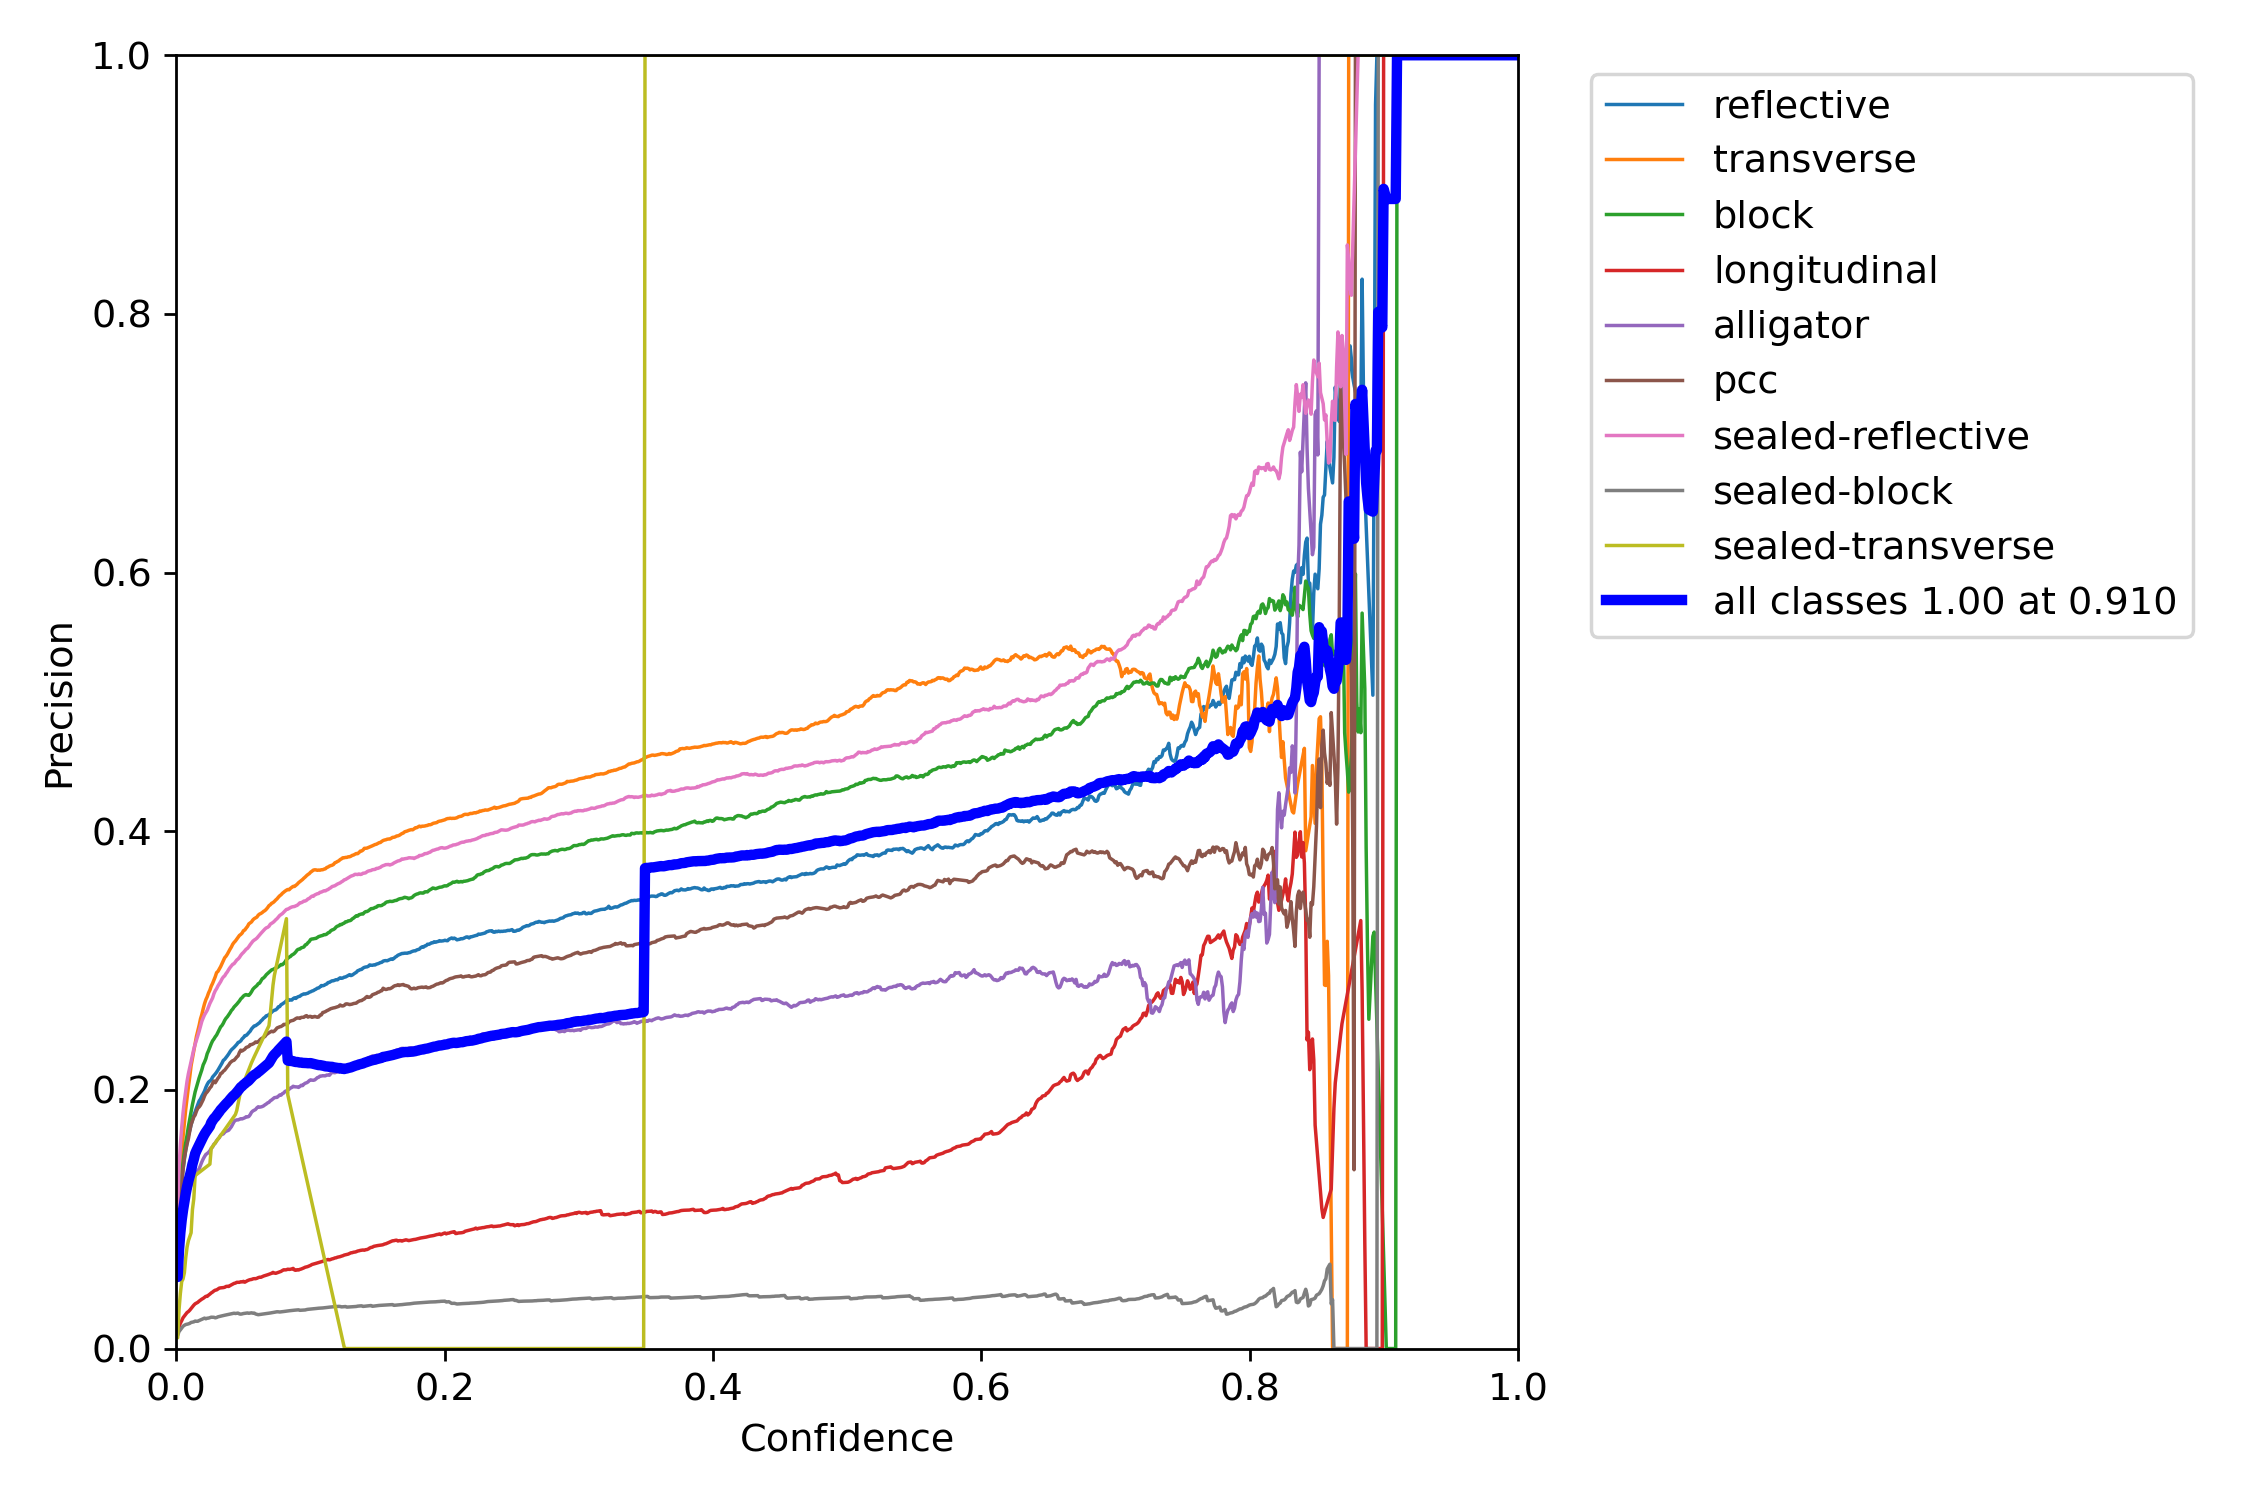 1.0
0.8
0.6
0.4
0.2
0.0
Precision
0.0 0.2 0.4 0.6 0.8 1.0
Confidence
reflective
transverse
block
longitudinal
alligator
pcc
sealed-reflective
sealed-block
sealed-transverse
all classes 1.00 at 0.910